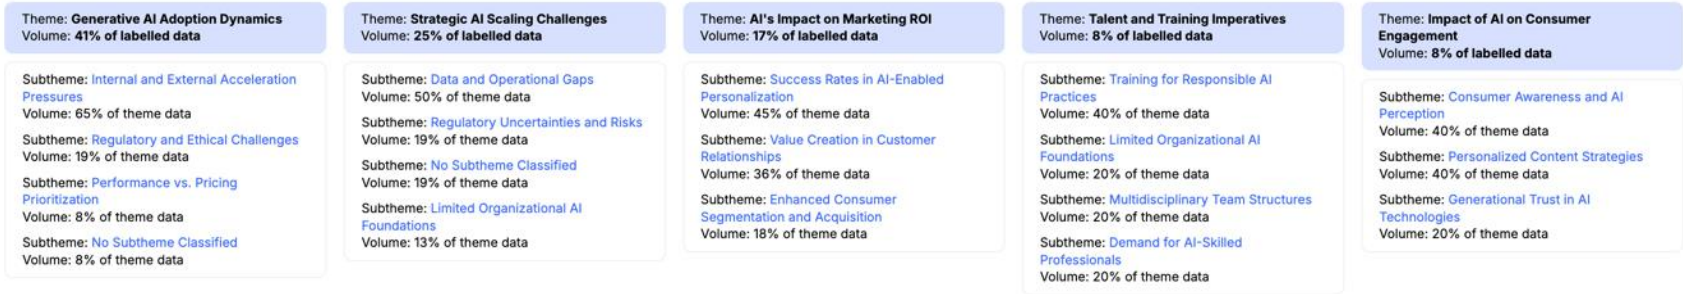 Theme: Generative AI Adoption Dynamics
Volume: 41% of labelled data
Subtheme: Internal and External Acceleration
Pressures
Volume: 65% of theme data
Subtheme: Regulatory and Ethical Challenges
Volume: 19% of theme data
Subtheme: Performance vs. Pricing
Prioritization
Volume: 8% of theme data
Subtheme: No Subtheme Classified
Volume: 8% of theme data
Theme: Strategic AI Scaling Challenges
Volume: 25% of labelled data
Subtheme: Data and Operational Gaps
Volume: 50% of theme data
Subtheme: Regulatory Uncertainties and Risks
Volume: 19% of theme data
Subtheme: No Subtheme Classified
Volume: 19% of theme data
Subtheme: Limited Organizational AI
Foundations
Volume: 13% of theme data
Theme: AI's Impact on Marketing ROI
Volume: 17% of labelled data
Subtheme: Success Rates in AI-Enabled
Personalization
Volume: 45% of theme data
Subtheme: Value Creation in Customer
Relationships
Volume: 36% of theme data
Subtheme: Enhanced Consumer
Segmentation and Acquisition
Volume: 18% of theme data
Theme: Talent and Training Imperatives
Volume: 8% of labelled data
Subtheme: Training for Responsible AI
Practices
Volume: 40% of theme data
Subtheme: Limited Organizational AI
Foundations
Volume: 20% of theme data
Subtheme: Multidisciplinary Team Structures
Volume: 20% of theme data
Subtheme: Demand for AI-Skilled
Professionals
Volume: 20% of theme data
Theme: Impact of AI on Consumer
Engagement
Volume: 8% of labelled data
Subtheme: Consumer Awareness and AI
Perception
Volume: 40% of theme data
Subtheme: Personalized Content Strategies
Volume: 40% of theme data
Subtheme: Generational Trust in AI
Technologies
Volume: 20% of theme data